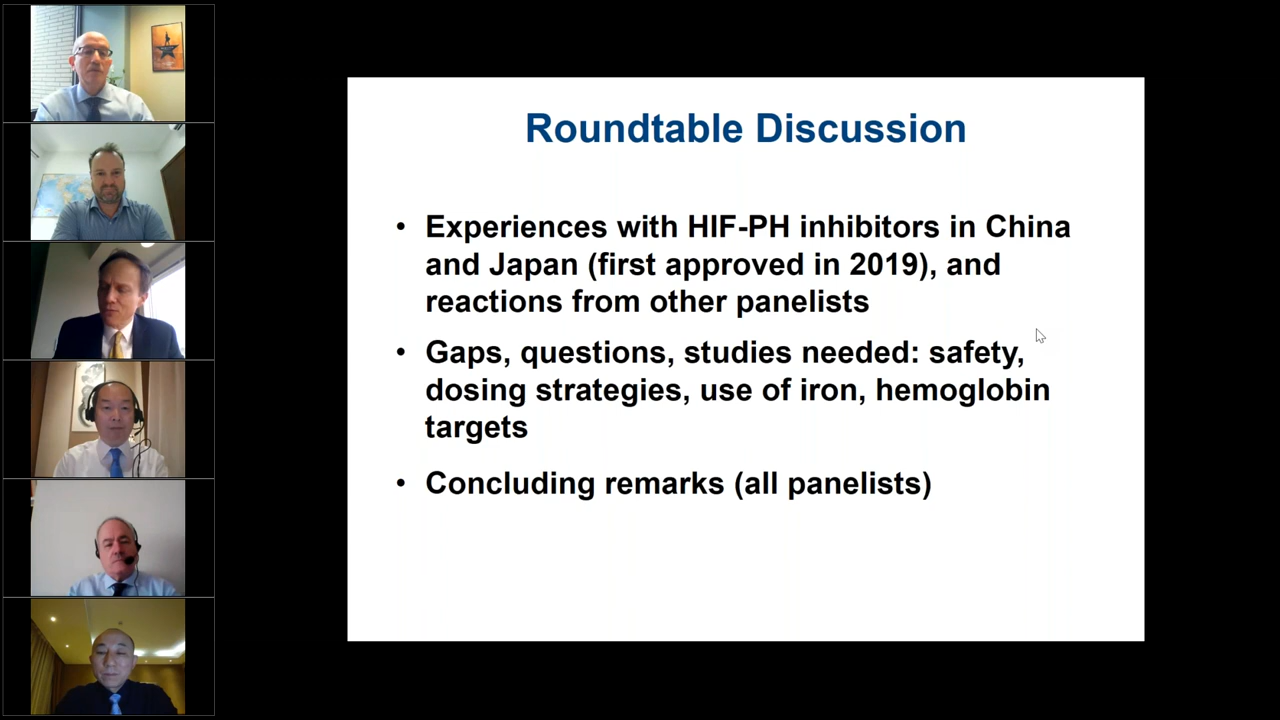 Roundtable Discussion
• Experiences with HIF-PH inhibitors in China
and Japan (first approved in 2019), and
reactions from other panelists
• Gaps, questions, studies needed: safety,
dosing strategies, use of iron, hemoglobin
targets
• Concluding remarks (all panelists)